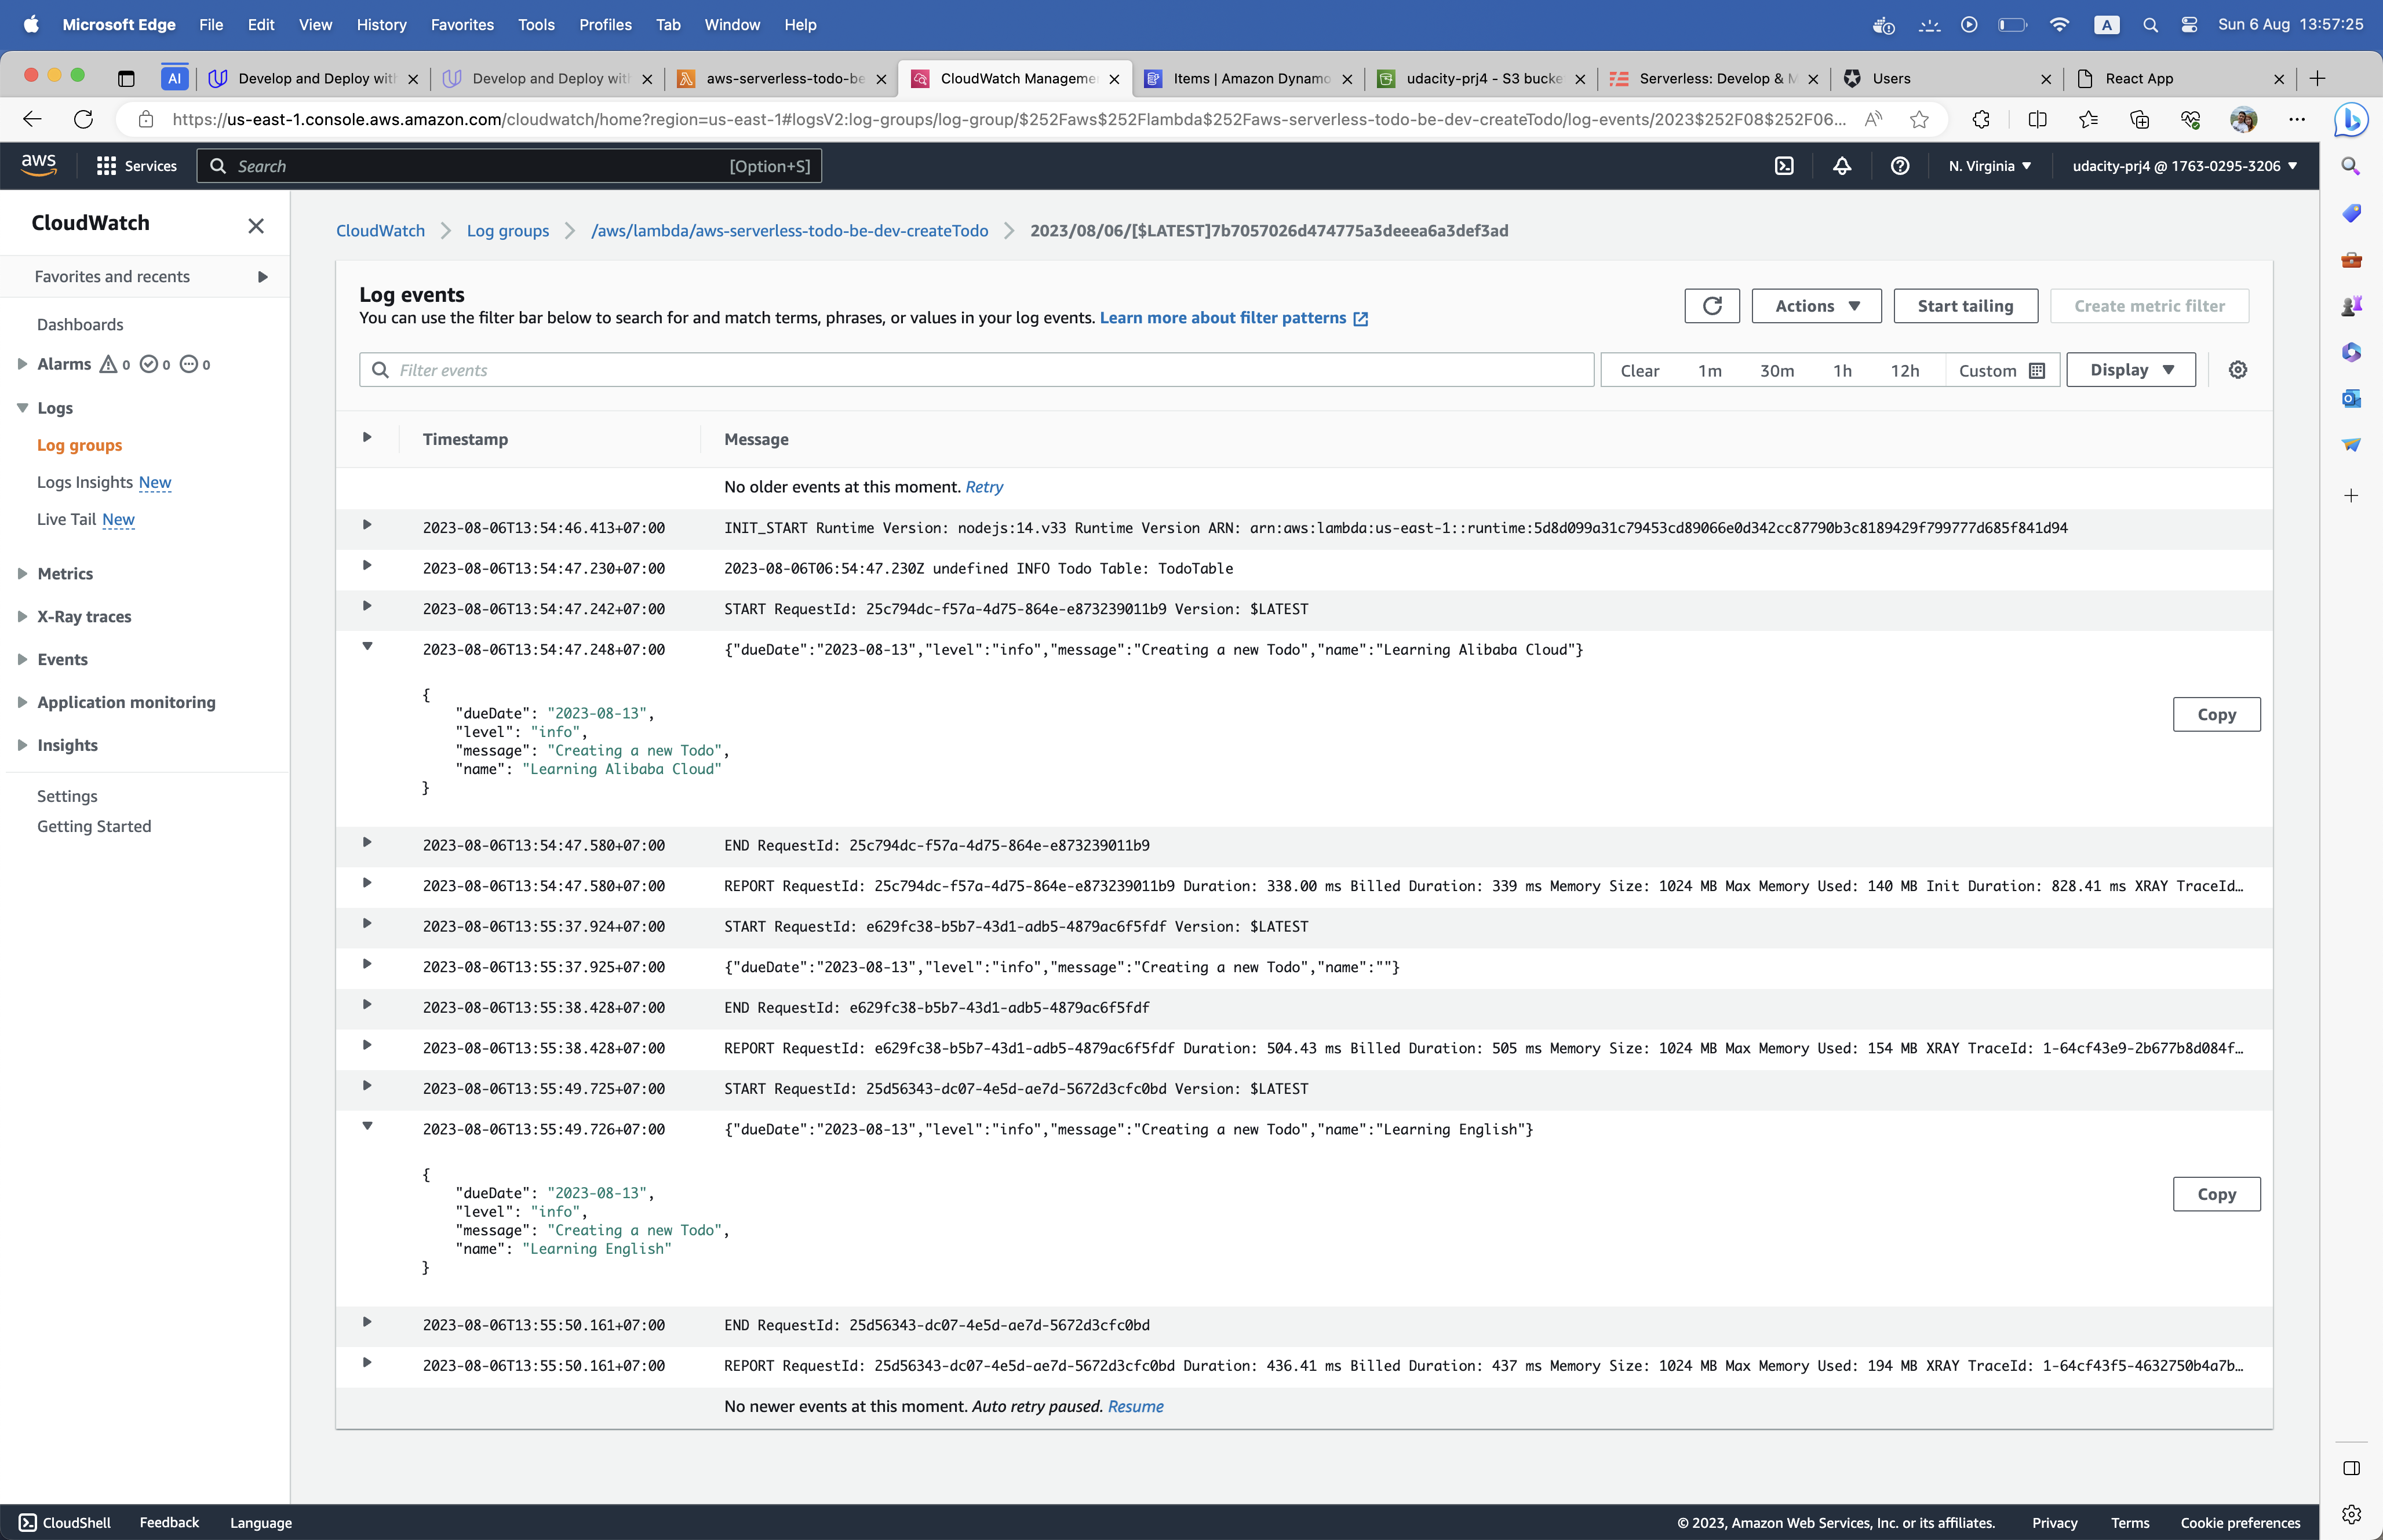 Microsoft Edge File Edit View History Favorites Tools Profiles Tab Window Help A Sun 6 Aug 13:57:25
AI Develop and Deploy with Develop and Deploy with aws-serverless-todo-be CloudWatch Manageme Items | Amazon Dynamo udacity-prj4 - S3 bucke Serverless: Develop & M Users React App
https://us-east-1.console.aws.amazon.com/cloudwatch/home?region=us-east-1#logsV2:log-groups/log-group/$252Faws$252Flambda$252Faws-serverless-todo-be-dev-createTodo/log-events/2023$252F08$252F06...
aws Services Search [Option+S] N. Virginia udacity-prj4 @ 1763-0295-3206
CloudWatch
Favorites and recents
Dashboards
Alarms 0 0 0
Logs
Log groups
Logs Insights New
Live Tail New
Metrics
X-Ray traces
Events
Application monitoring
Insights
Settings
Getting Started
CloudWatch Log groups /aws/lambda/aws-serverless-todo-be-dev-createTodo 2023/08/06/[$LATEST]7b7057026d474775a3deeea6a3def3ad
Log events
You can use the filter bar below to search for and match terms, phrases, or values in your log events. Learn more about filter patterns
Actions Start tailing Create metric filter
Filter events Clear 1m 30m 1h 12h Custom Display
Timestamp Message
No older events at this moment. Retry
2023-08-06T13:54:46.413+07:00 INIT_START Runtime Version: nodejs:14.v33 Runtime Version ARN: arn:aws:lambda:us-east-1::runtime:5d8d099a31c79453cd89066e0d342cc87790b3c8189429f799777d685f841d94
2023-08-06T13:54:47.230+07:00 2023-08-06T06:54:47.230Z undefined INFO Todo Table: TodoTable
2023-08-06T13:54:47.242+07:00 START RequestId: 25c794dc-f57a-4d75-864e-e873239011b9 Version: $LATEST
2023-08-06T13:54:47.248+07:00 {"dueDate":"2023-08-13","level":"info","message":"Creating a new Todo","name":"Learning Alibaba Cloud"}
{
"dueDate": "2023-08-13",
"level": "info",
"message": "Creating a new Todo",
"name": "Learning Alibaba Cloud"
}
Copy
2023-08-06T13:54:47.580+07:00 END RequestId: 25c794dc-f57a-4d75-864e-e873239011b9
2023-08-06T13:54:47.580+07:00 REPORT RequestId: 25c794dc-f57a-4d75-864e-e873239011b9 Duration: 338.00 ms Billed Duration: 339 ms Memory Size: 1024 MB Max Memory Used: 140 MB Init Duration: 828.41 ms XRAY TraceId…
2023-08-06T13:55:37.924+07:00 START RequestId: e629fc38-b5b7-43d1-adb5-4879ac6f5fdf Version: $LATEST
2023-08-06T13:55:37.925+07:00 {"dueDate":"2023-08-13","level":"info","message":"Creating a new Todo","name":""}
2023-08-06T13:55:38.428+07:00 END RequestId: e629fc38-b5b7-43d1-adb5-4879ac6f5fdf
2023-08-06T13:55:38.428+07:00 REPORT RequestId: e629fc38-b5b7-43d1-adb5-4879ac6f5fdf Duration: 504.43 ms Billed Duration: 505 ms Memory Size: 1024 MB Max Memory Used: 154 MB XRAY TraceId: 1-64cf43e9-2b677b8d084f…
2023-08-06T13:55:49.725+07:00 START RequestId: 25d56343-dc07-4e5d-ae7d-5672d3cfc0bd Version: $LATEST
2023-08-06T13:55:49.726+07:00 {"dueDate":"2023-08-13","level":"info","message":"Creating a new Todo","name":"Learning English"}
{
"dueDate": "2023-08-13",
"level": "info",
"message": "Creating a new Todo",
"name": "Learning English"
}
Copy
2023-08-06T13:55:50.161+07:00 END RequestId: 25d56343-dc07-4e5d-ae7d-5672d3cfc0bd
2023-08-06T13:55:50.161+07:00 REPORT RequestId: 25d56343-dc07-4e5d-ae7d-5672d3cfc0bd Duration: 436.41 ms Billed Duration: 437 ms Memory Size: 1024 MB Max Memory Used: 194 MB XRAY TraceId: 1-64cf43f5-4632750b4a7b…
No newer events at this moment. Auto retry paused. Resume
CloudShell Feedback Language © 2023, Amazon Web Services, Inc. or its affiliates. Privacy Terms Cookie preferences